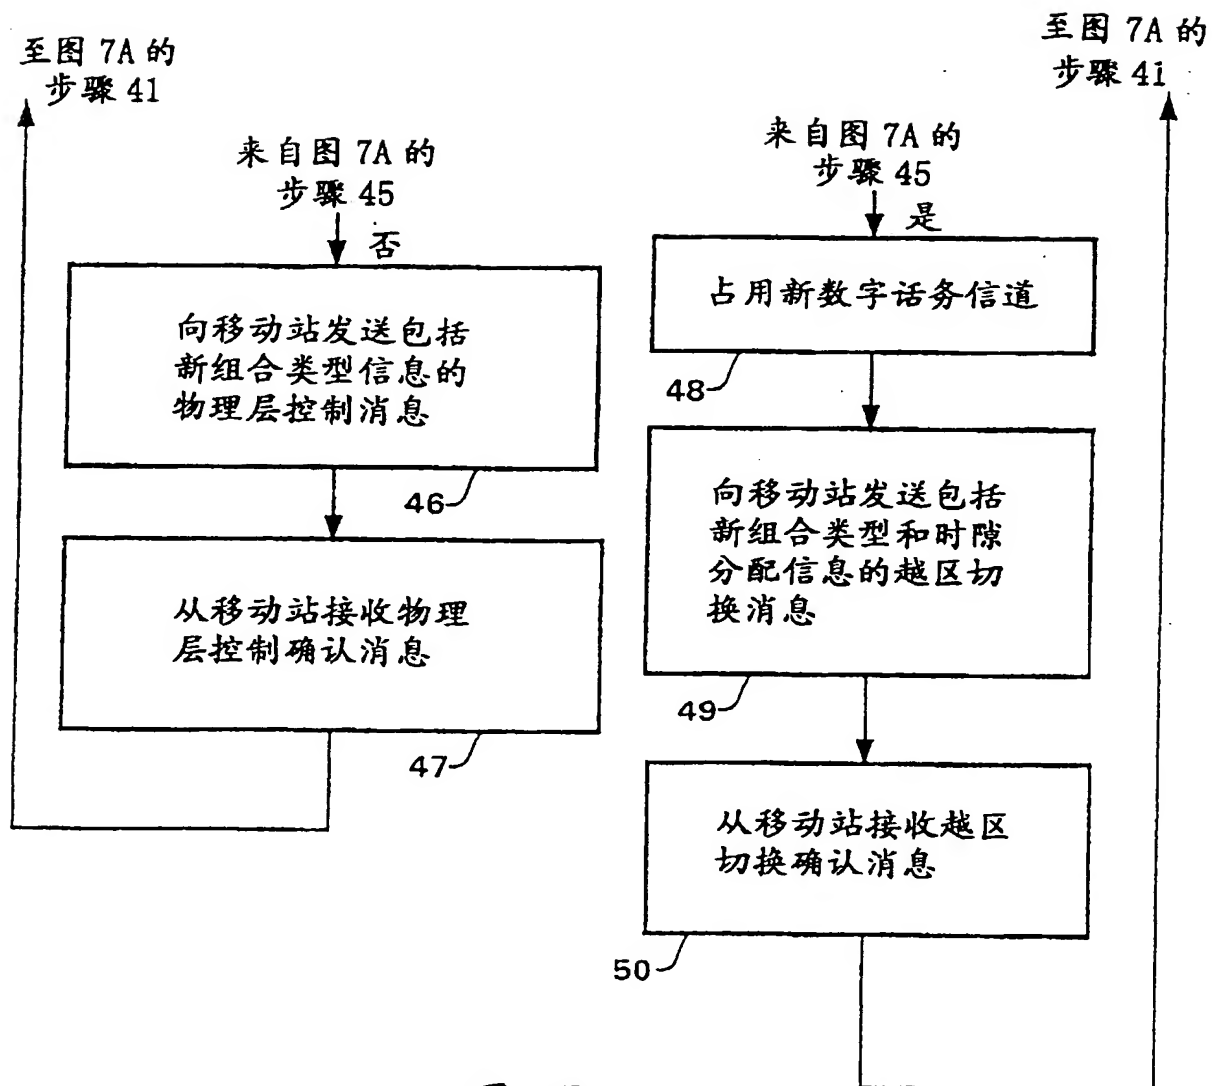 至图 7A 的
步骤 41
至图 7A 的
步骤 41
来自图 7A 的
步骤 45
否
向移动站发送包括
新组合类型信息的
物理层控制消息
46
从移动站接收物理
层控制确认消息
47
来自图 7A 的
步骤 45
是
占用新数字话务信道
48
向移动站发送包括
新组合类型和时隙
分配信息的越区切
换消息
49
从移动站接收越区
切换确认消息
50